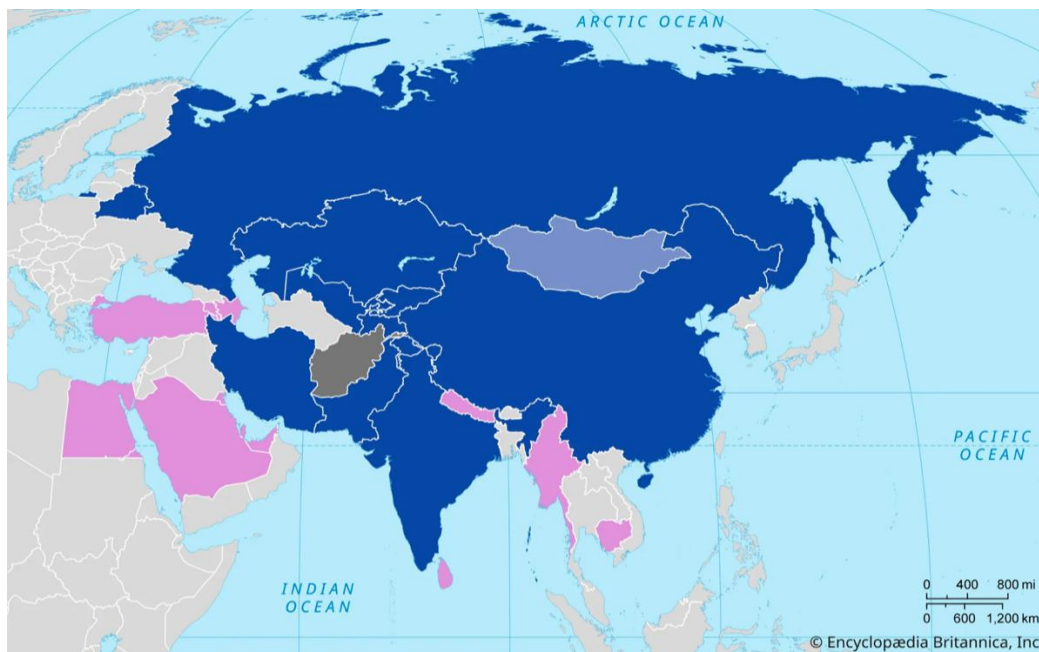 ARCTIC OCEAN
PACIFIC
OCEAN
INDIAN
OCEAN
0 400 800 mi
0 600 1,200 km
© Encyclopædia Britannica, Inc